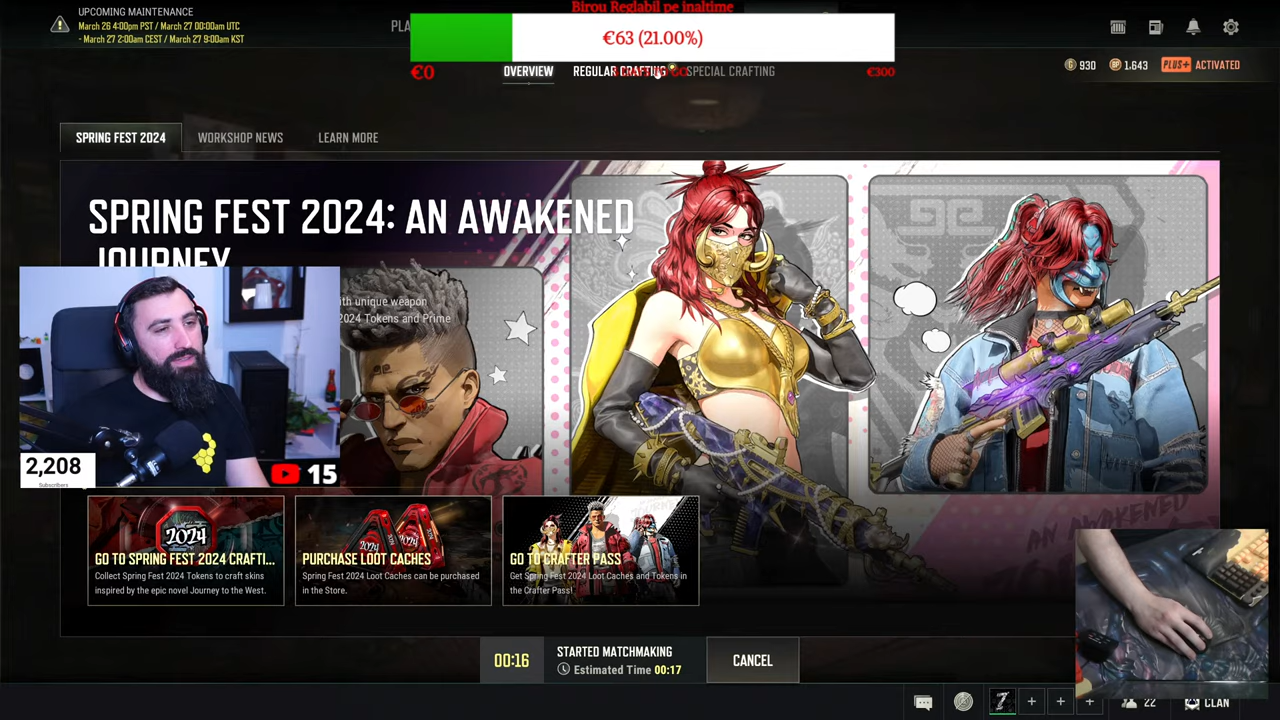 UPCOMING MAINTENANCE
March 26 4:00pm PST / March 27 00:00am UTC
- March 27 2:00am CEST / March 27 9:00am KST
Birou Reglabil pe inaltime
€63 (21.00%)
€0
€300
OVERVIEW
REGULAR CRAFTING
SPECIAL CRAFTING
930
1,643
PLUS+ ACTIVATED
SPRING FEST 2024
WORKSHOP NEWS
LEARN MORE
SPRING FEST 2024: AN AWAKENED
JOURNEY
unique weapon
2024 Tokens and Prime
2,208
Subscribers
15
2024
GO TO SPRING FEST 2024 CRAFTI...
Collect Spring Fest 2024 Tokens to craft skins
inspired by the epic novel Journey to the West.
PURCHASE LOOT CACHES
Spring Fest 2024 Loot Caches can be purchased
in the Store.
GO TO CRAFTER PASS
Get Spring Fest 2024 Loot Caches and Tokens in
the Crafter Pass!
AN AWAKENED
00:16
STARTED MATCHMAKING
Estimated Time 00:17
CANCEL
22
CLAN